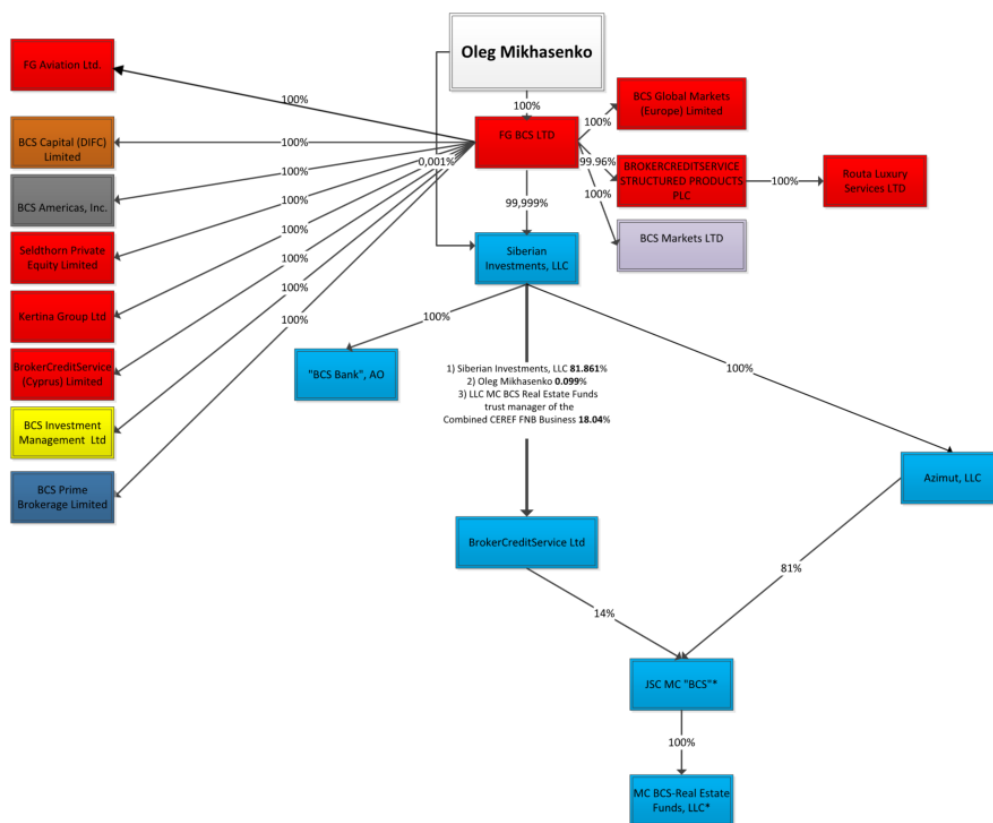 Oleg Mikhasenko
FG Aviation Ltd.
100%
100%
BCS Global Markets
(Europe) Limited
100%
FG BCS LTD
100%
BCS Capital (DIFC)
Limited
100%
0,001%
99.96%
BROKERCREDITSERVICE
STRUCTURED PRODUCTS
PLC
100%
Routa Luxury
Services LTD
100%
BCS Americas, Inc.
100%
100%
99,999%
BCS Markets LTD
Seldthorn Private
Equity Limited
100%
Siberian
Investments, LLC
100%
Kertina Group Ltd
100%
100%
100%
"BCS Bank", AO
BrokerCreditService
(Cyprus) Limited
1) Siberian Investments, LLC 81.861%
2) Oleg Mikhasenko 0.099%
3) LLC MC BCS Real Estate Funds
trust manager of the
Combined CEREF FNB Business 18.04%
100%
BCS Investment
Management Ltd
Azimut, LLC
BCS Prime
Brokerage Limited
BrokerCreditService Ltd
81%
14%
JSC MC "BCS"*
100%
MC BCS-Real Estate
Funds, LLC*